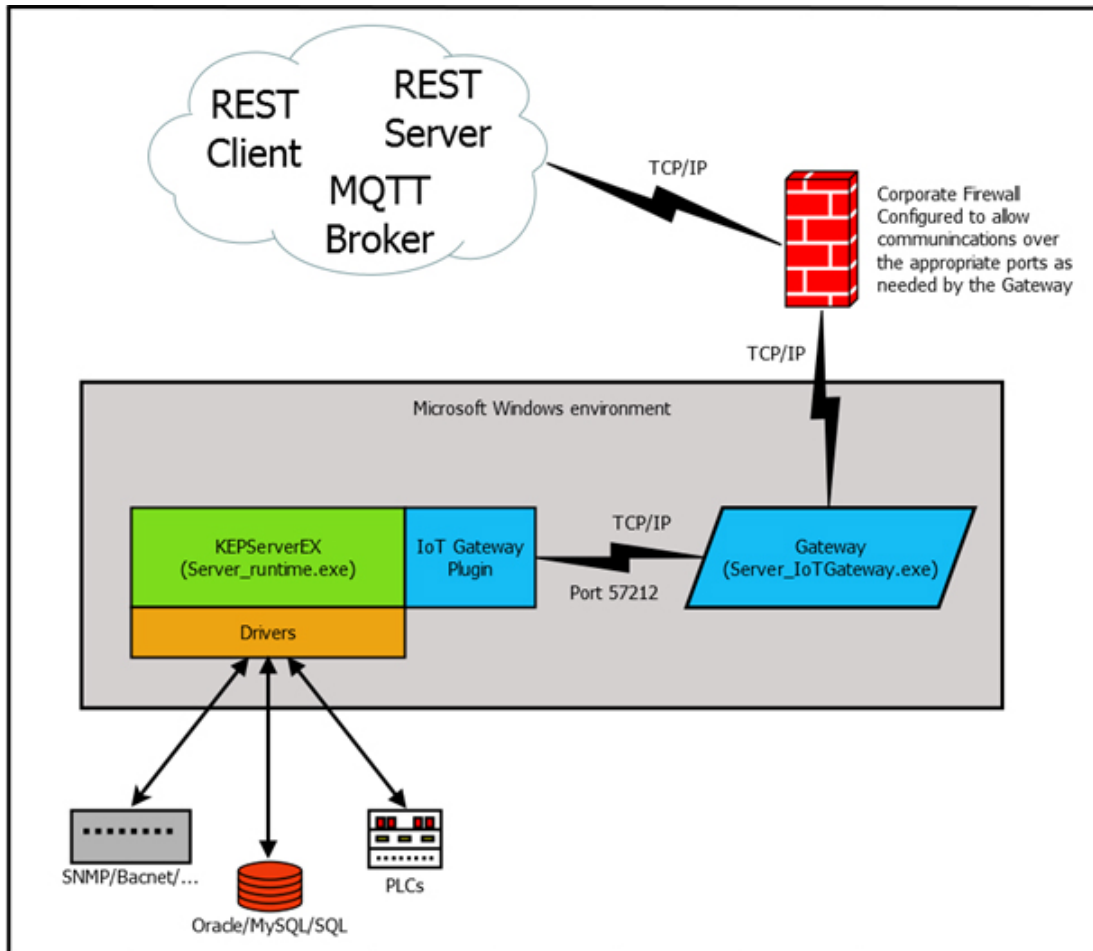 REST
Client
REST
Server
MQTT
Broker
TCP/IP
Corporate Firewall
Configured to allow
communincations over
the appropriate ports as
needed by the Gateway
TCP/IP
Microsoft Windows environment
KEPServerEX
(Server_runtime.exe)
IoT Gateway
Plugin
TCP/IP
Port 57212
Gateway
(Server_IoTGateway.exe)
Drivers
SNMP/Bacnet/...
Oracle/MySQL/SQL
PLCs